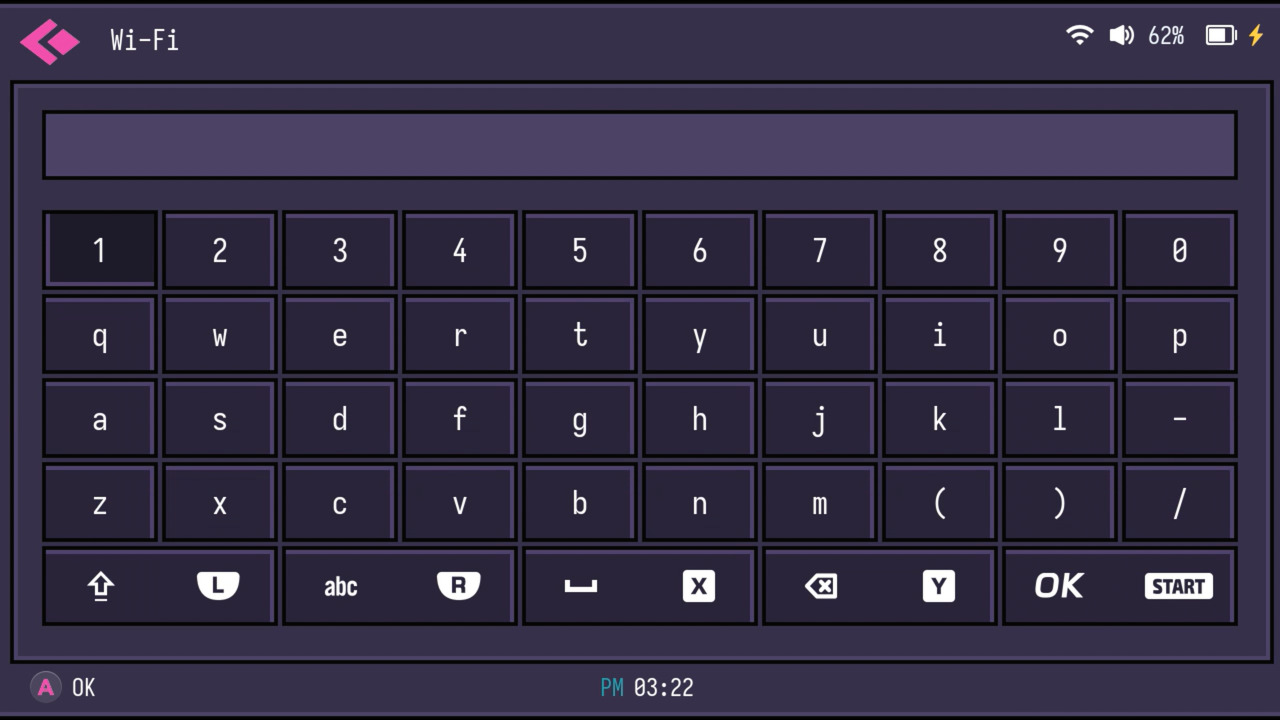 Wi-Fi 62%
1 2 3 4 5 6 7 8 9 0
q w e r t y u i o p
a s d f g h j k l -
z x c v b n m ( ) /
L abc R X Y OK START
A OK PM 03:22